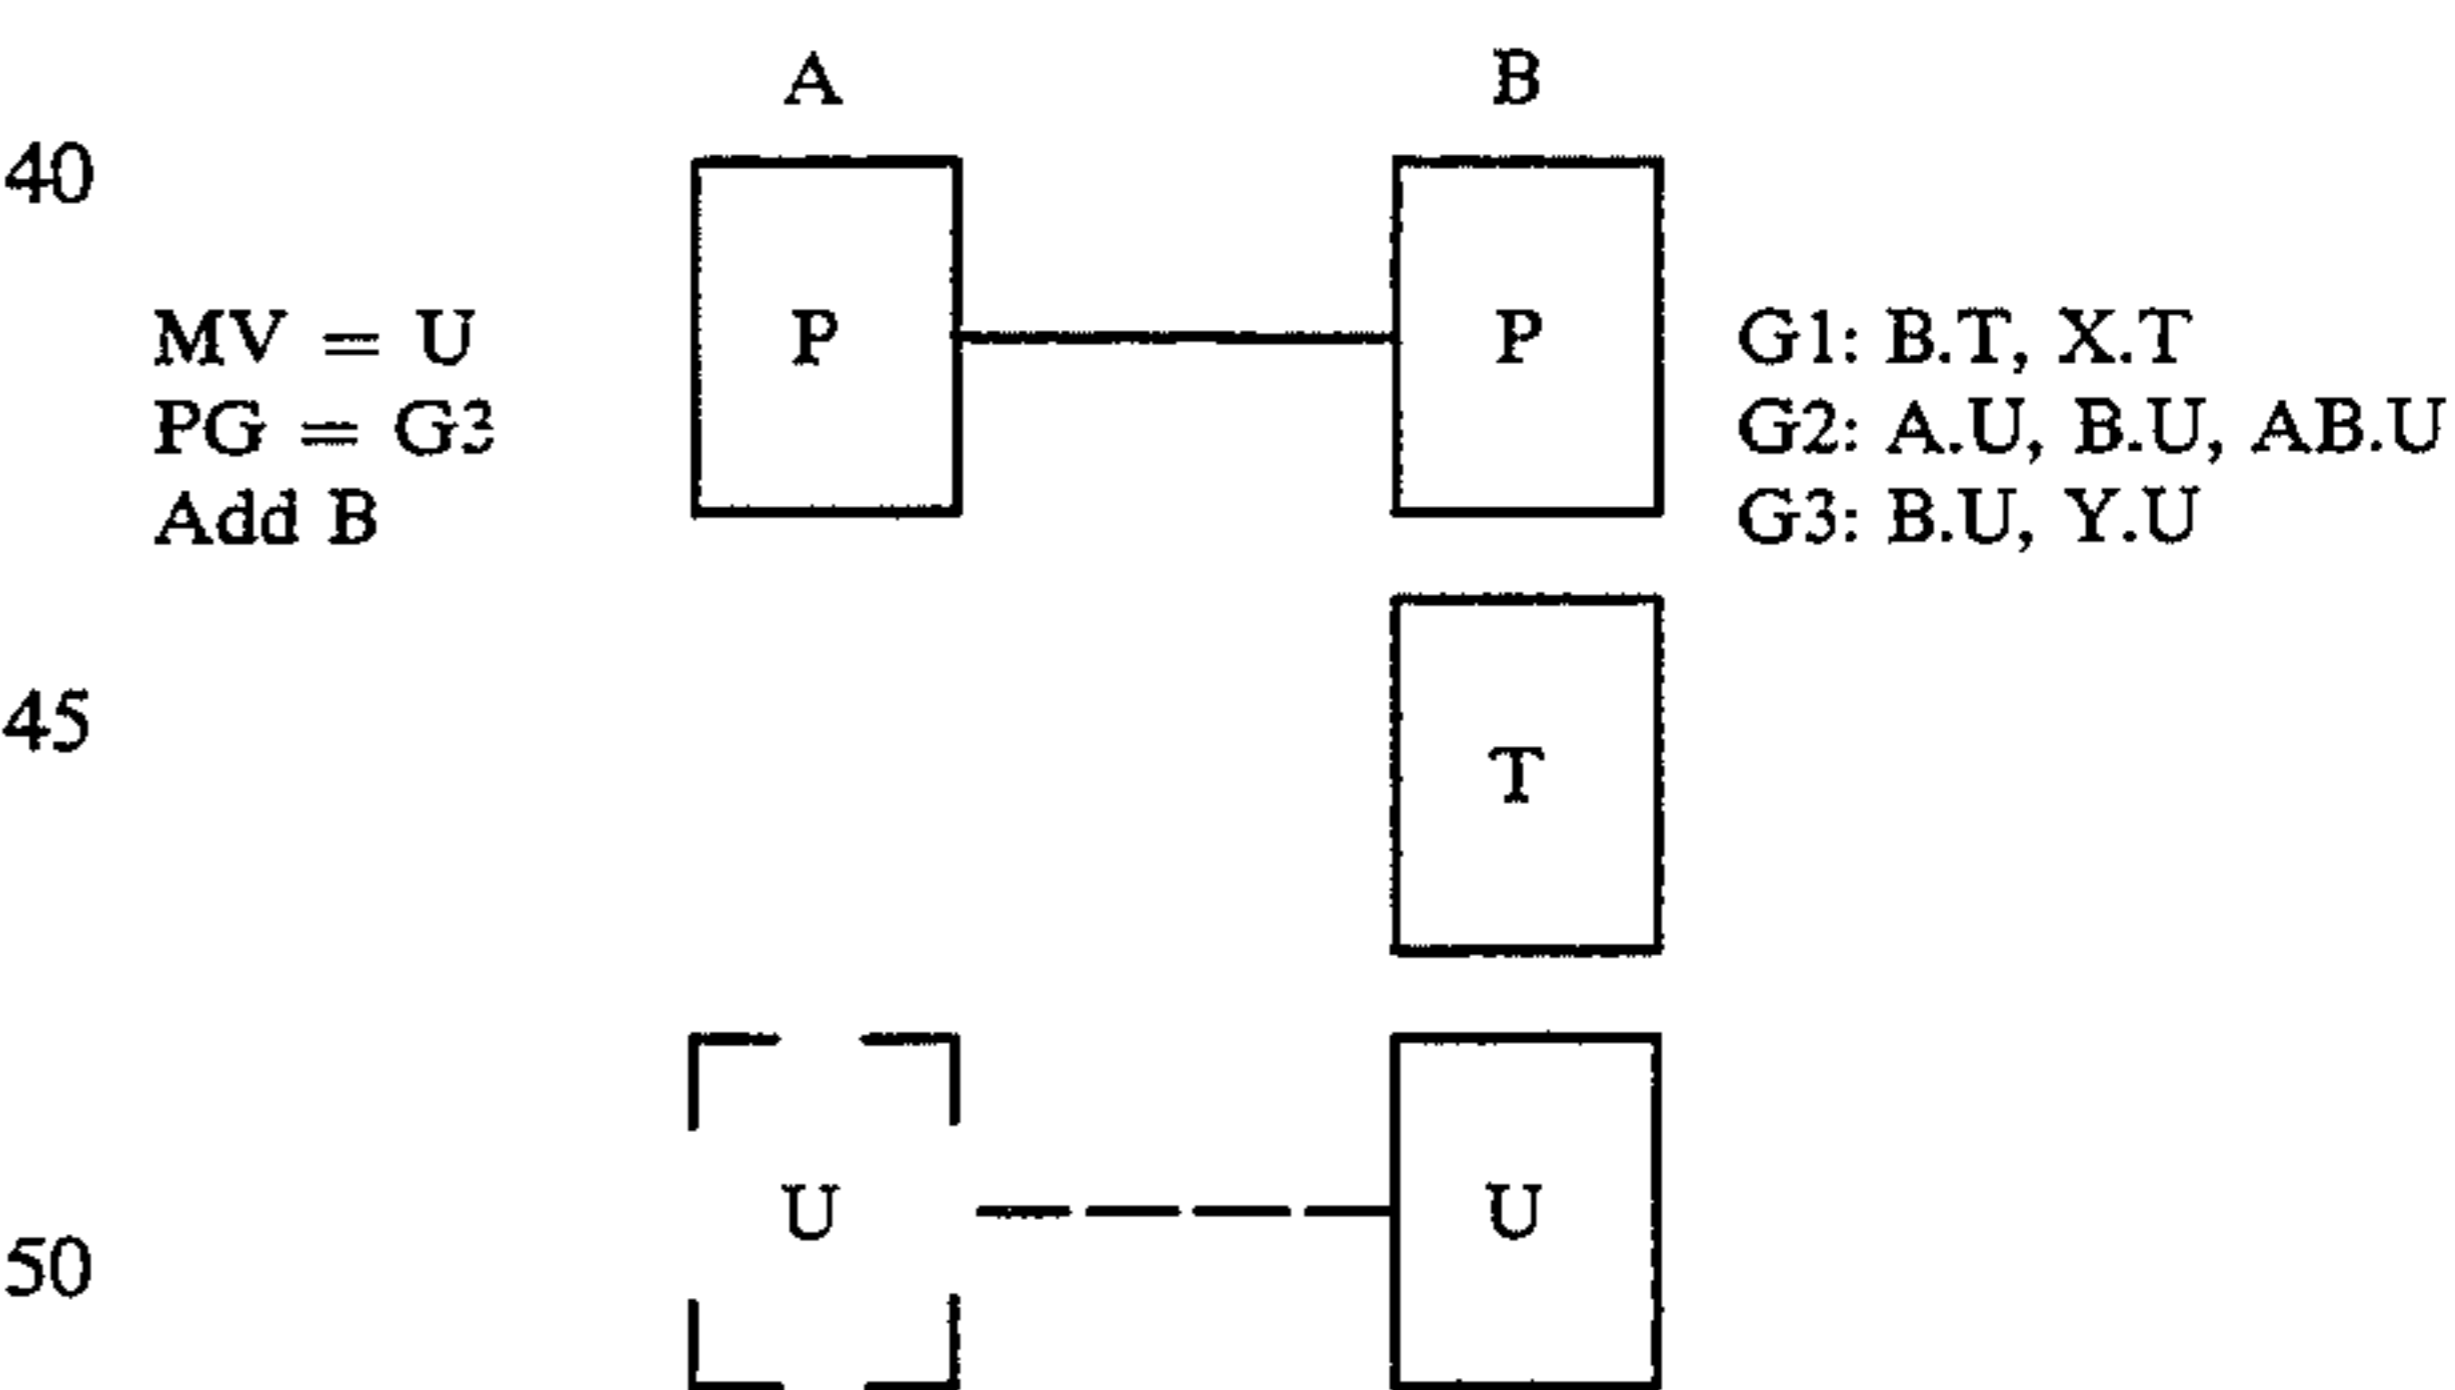 A B
40
MV = U P P G1: B.T, X.T
PG = G3 G2: A.U, B.U, AB.U
Add B G3: B.U, Y.U
45
T
U U
50